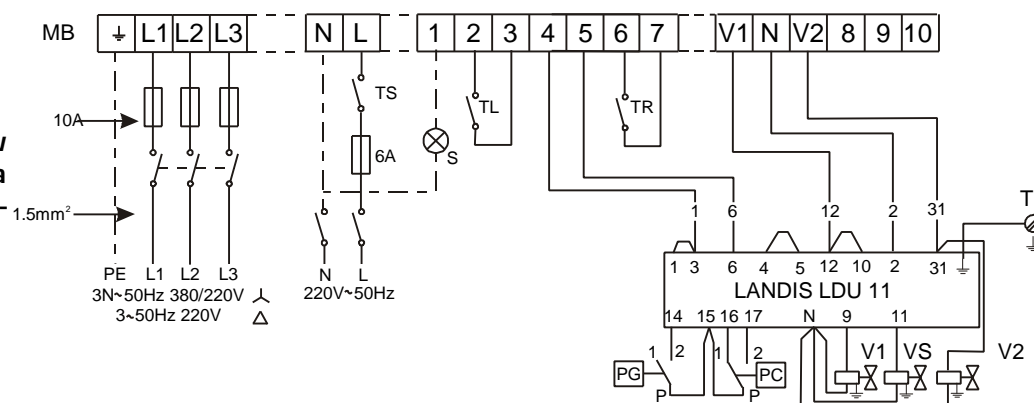 MB ⏚ L1 L2 L3 N L 1 2 3 4 5 6 7 V1 N V2 8 9 10
TS
10A
TL
TR
S
6A
a
1.5mm²
1 6 12 2 31
T
PE L1 L2 L3 N L
1 3 6 4 5 12 10 2 31
3N~50Hz 380/220V
220V~50Hz
3~50Hz 220V
LANDIS LDU 11
14 15 16 17 N 9 11
1 2 1 2
V1 VS V2
PG
PC
P
P